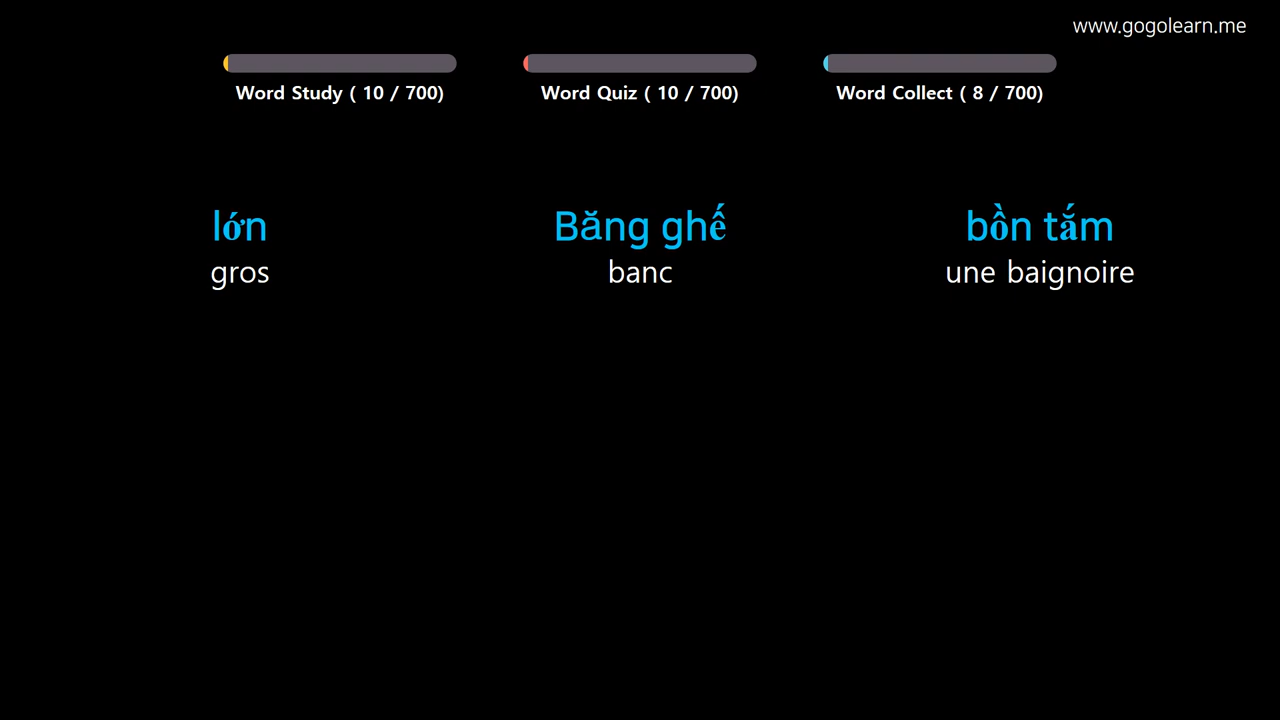 www.gogolearn.me
Word Study ( 10 / 700)
Word Quiz ( 10 / 700)
Word Collect ( 8 / 700)
lớn
gros
Băng ghế
banc
bồn tắm
une baignoire